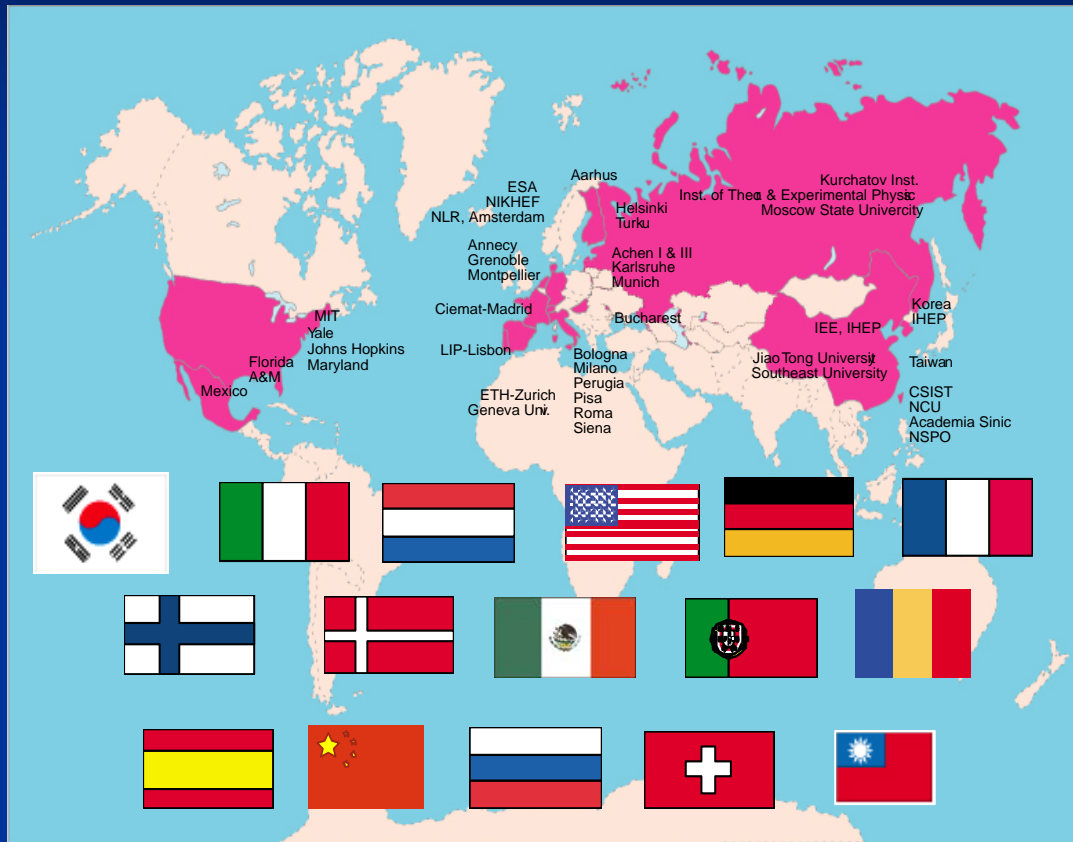 ESA
NIKHEF
NLR, Amsterdam
Aarhus
Helsinki
Turku
Kurchatov Inst.
Inst. of Theor & Experimental Physic
Moscow State Univercity
Annecy
Grenoble
Montpellier
Achen I & III
Karlsruhe
Munich
Ciemat-Madrid
Bucharest
LIP-Lisbon
MIT
Yale
Johns Hopkins
Maryland
Florida
A&M
Mexico
Bologna
Milano
Perugia
Pisa
Roma
Siena
ETH-Zurich
Geneva Univ.
Korea
IHEP
IEE, IHEP
Jiao Tong University
Southeast University
Taiwan
CSIST
NCU
Academia Sinic
NSPO